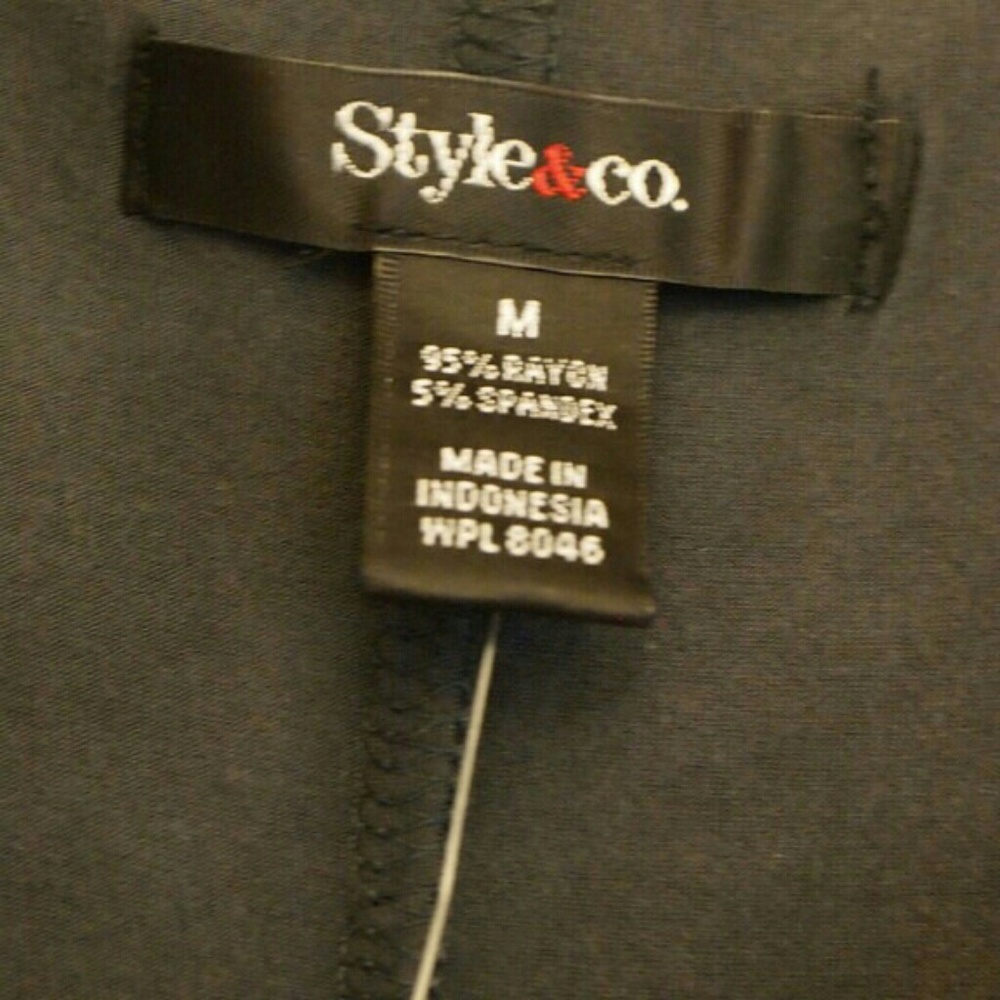 Style&co.
M
95% RAYON
5% SPANDEX
MADE IN
INDONESIA
WPL 8046